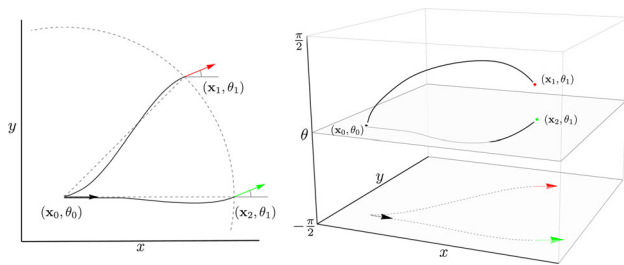 y
(x₁, θ₁)
(x₀, θ₀)
(x₂, θ₁)
x
π/2
(x₁, θ₁)
(x₀, θ₀)
(x₂, θ₁)
θ
y
−π/2
x